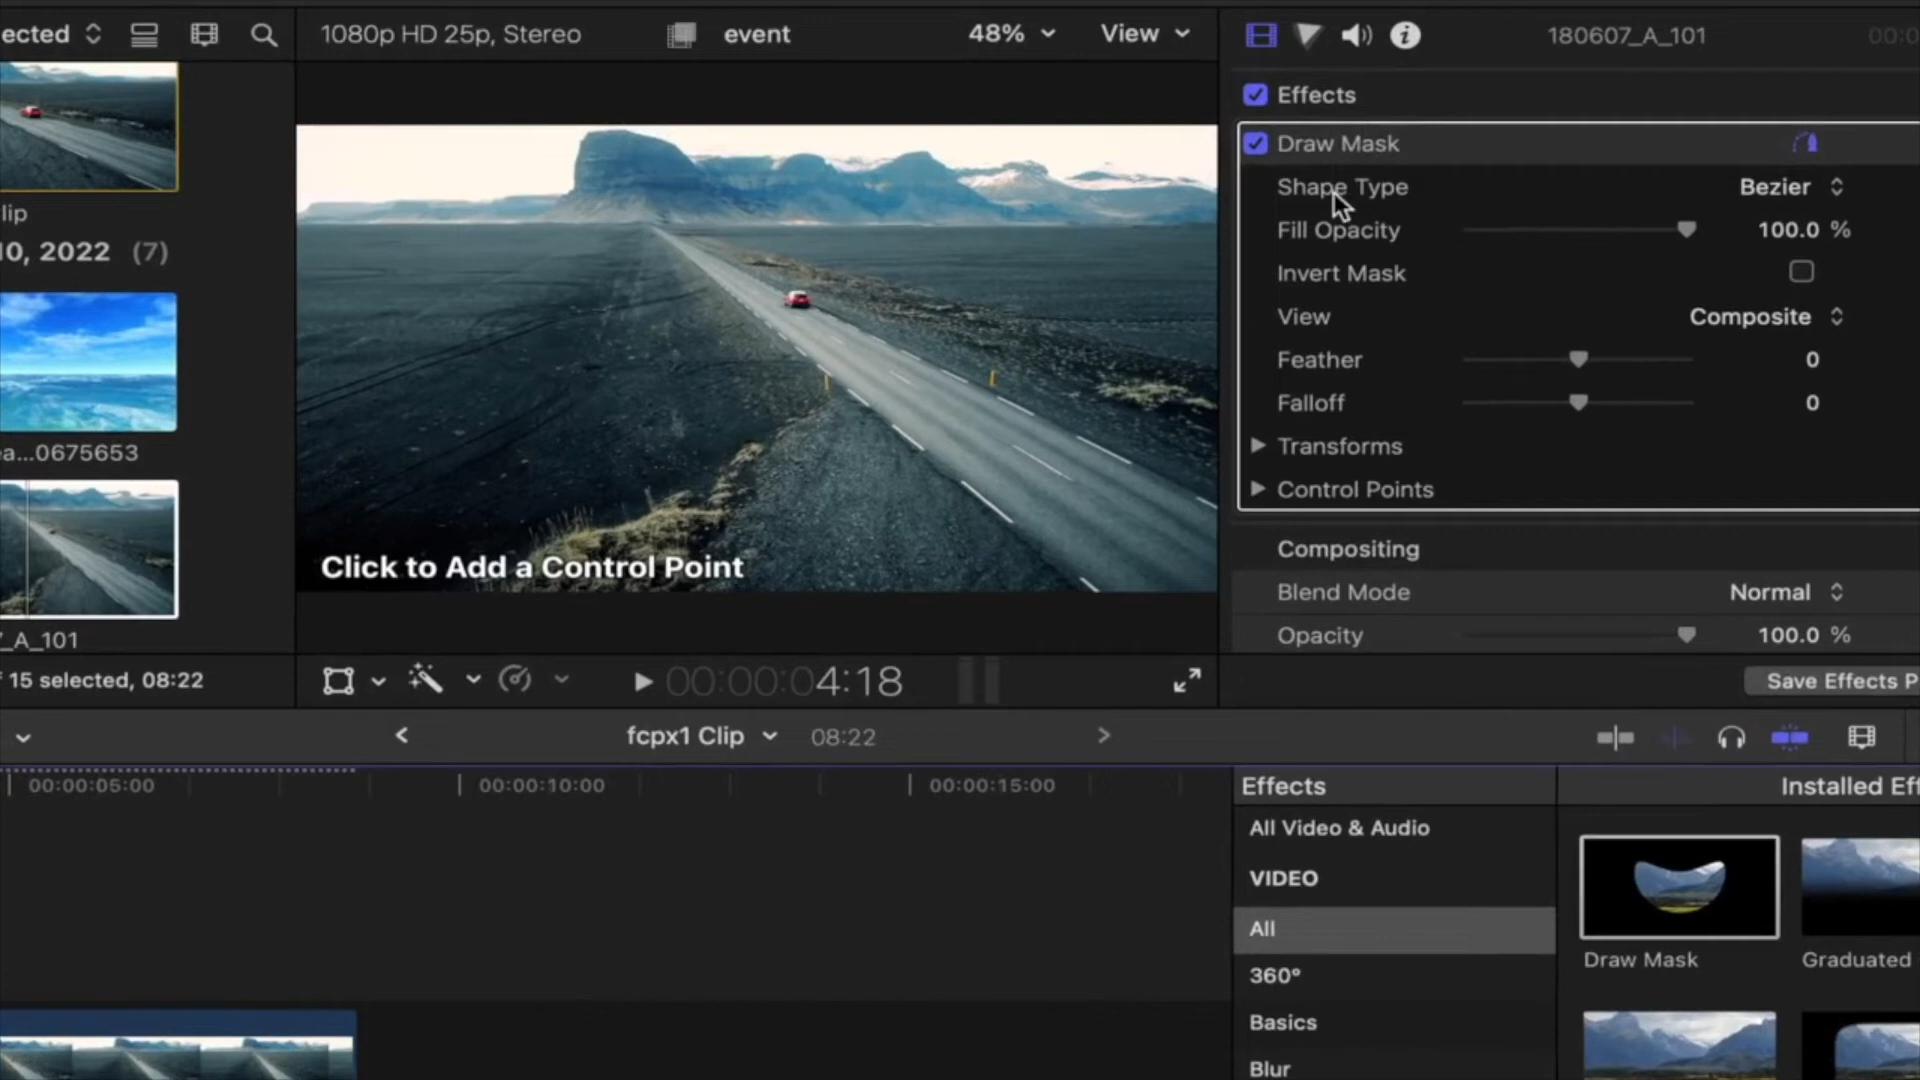 ected
1080p HD 25p, Stereo
event
48%
View
180607_A_101
00:0
lip
10, 2022 (7)
ea...0675653
7_A_101
15 selected, 08:22
Click to Add a Control Point
00:00:04:18
Effects
Draw Mask
Shape Type Bezier
Fill Opacity 100.0 %
Invert Mask
View Composite
Feather 0
Falloff 0
Transforms
Control Points
Compositing
Blend Mode Normal
Opacity 100.0 %
Save Effects P
fcpx1 Clip 08:22
00:00:05:00
00:00:10:00
00:00:15:00
Effects
Installed Eff
All Video & Audio
VIDEO
All
360°
Basics
Blur
Draw Mask
Graduated